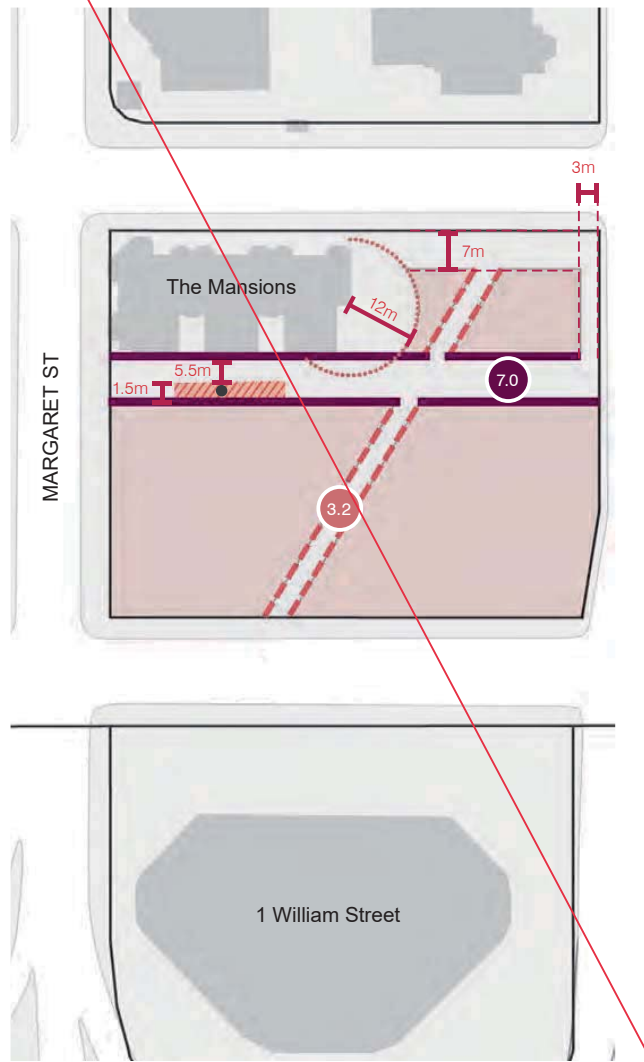 3m
7m
The Mansions
12m
5.5m
7.0
1.5m
MARGARET ST
3.2
1 William Street